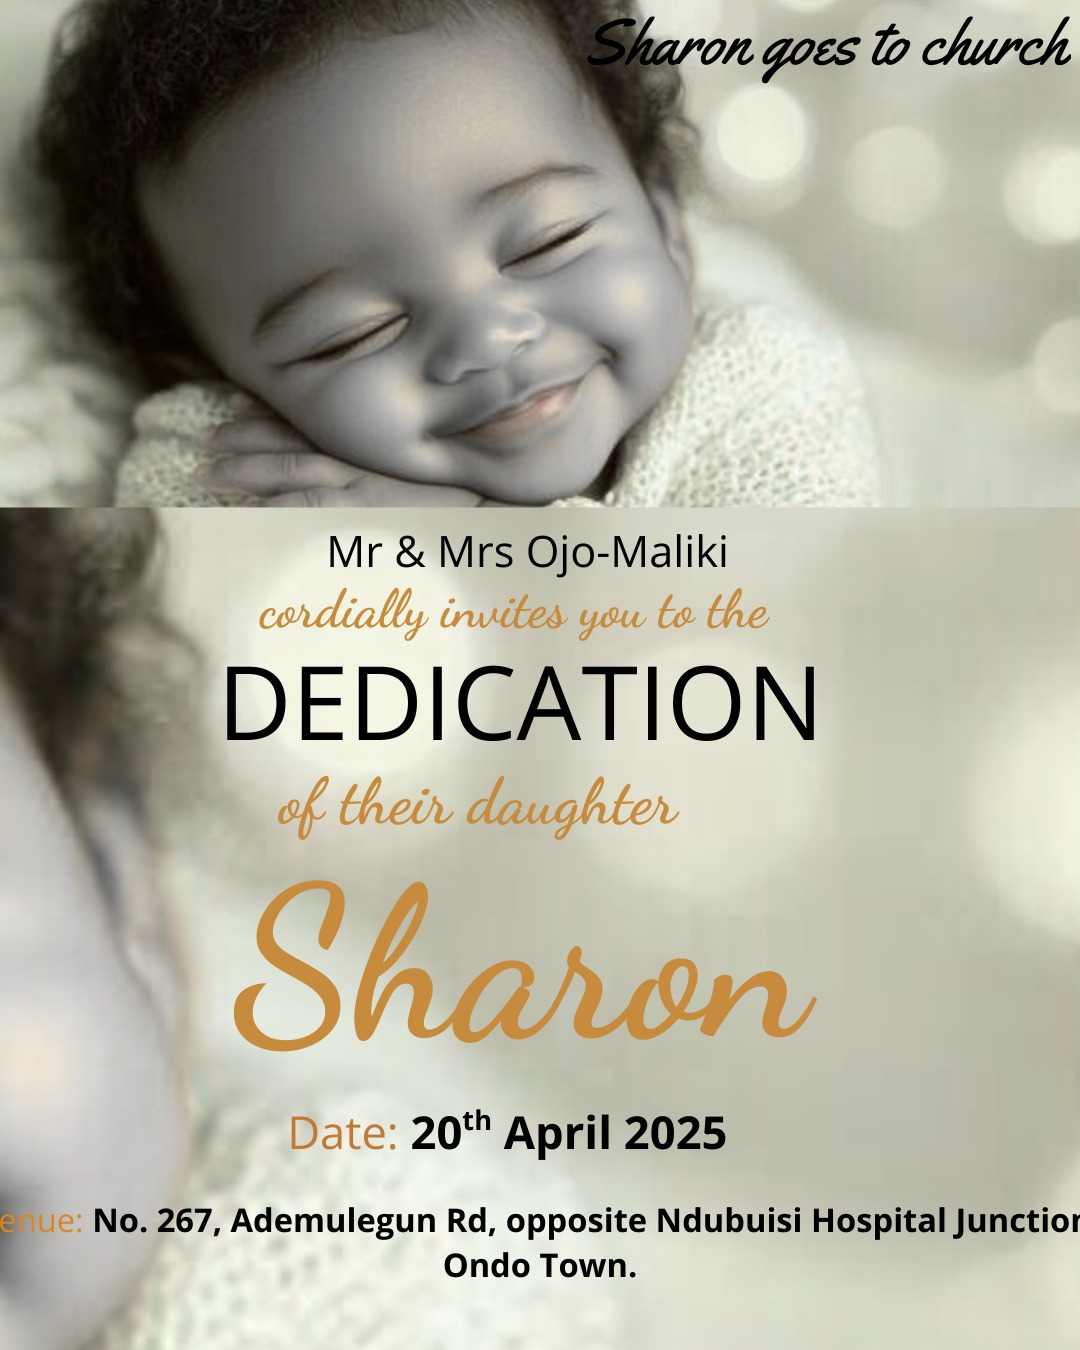 Sharon goes to church
Mr & Mrs Ojo-Maliki
cordially invites you to the
DEDICATION
of their daughter
Sharon
Date: 20th April 2025
enue: No. 267, Ademulegun Rd, opposite Ndubuisi Hospital Junction
Ondo Town.